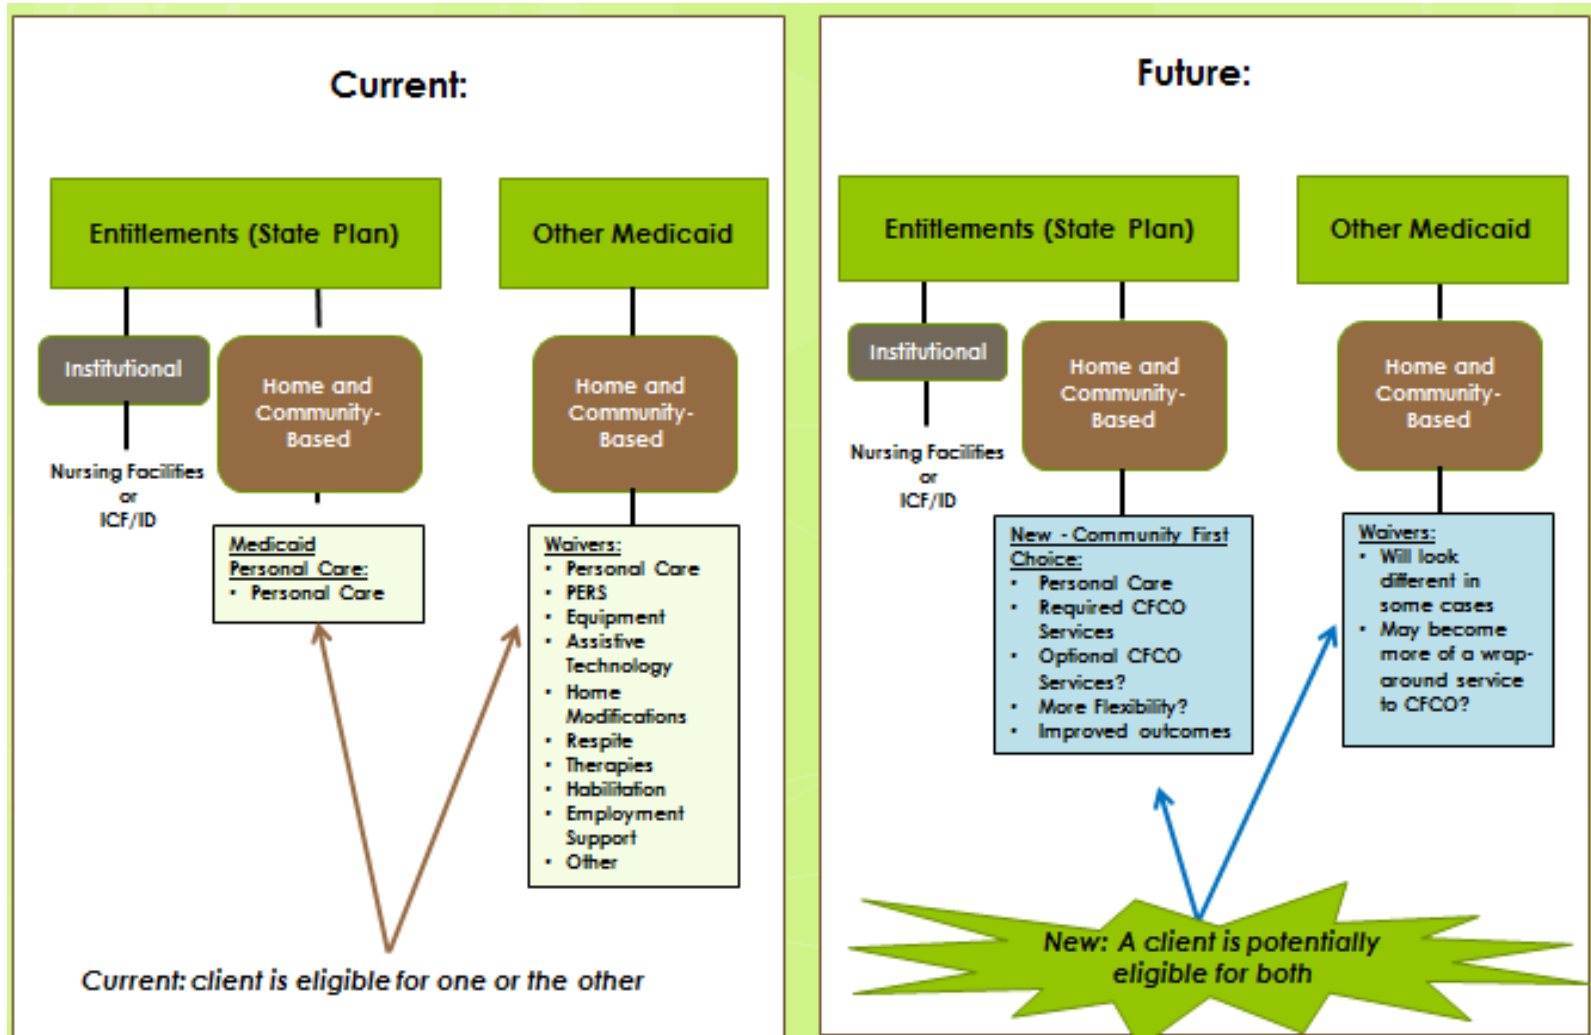 Current:
Entitlements (State Plan)
Other Medicaid
Institutional
Nursing Facilities
or
ICF/ID
Home and
Community-
Based
Medicaid
Personal Care:
• Personal Care
Home and
Community-
Based
Waivers:
• Personal Care
• PERS
• Equipment
• Assistive
Technology
• Home
Modifications
• Respite
• Therapies
• Habilitation
• Employment
Support
• Other
Current: client is eligible for one or the other
Future:
Entitlements (State Plan)
Other Medicaid
Institutional
Nursing Facilities
or
ICF/ID
Home and
Community-
Based
New - Community First
Choice:
• Personal Care
• Required CFCO
Services
• Optional CFCO
Services?
• More Flexibility?
• Improved outcomes
Home and
Community-
Based
Waivers:
• Will look
different in
some cases
• May become
more of a wrap-
around service
to CFCO?
New: A client is potentially
eligible for both